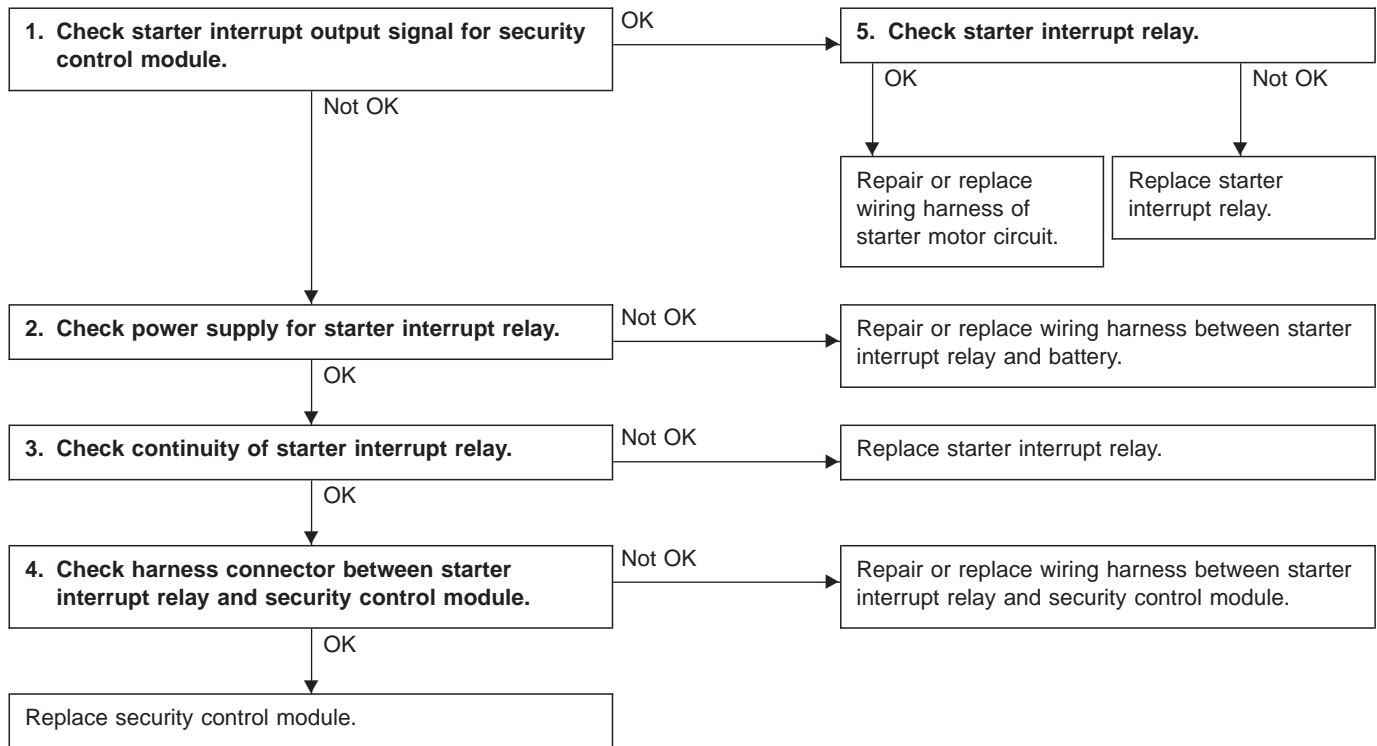 1. Check starter interrupt output signal for security
control module.
OK
5. Check starter interrupt relay.
Not OK
OK
Not OK
Repair or replace
wiring harness of
starter motor circuit.
Replace starter
interrupt relay.
2. Check power supply for starter interrupt relay.
Not OK
Repair or replace wiring harness between starter
interrupt relay and battery.
OK
3. Check continuity of starter interrupt relay.
Not OK
Replace starter interrupt relay.
OK
4. Check harness connector between starter
interrupt relay and security control module.
Not OK
Repair or replace wiring harness between starter
interrupt relay and security control module.
OK
Replace security control module.